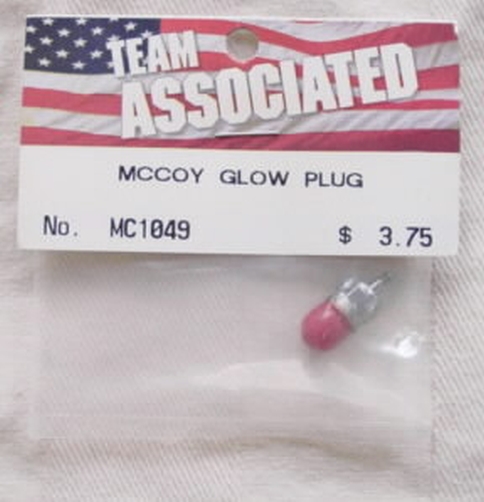 TEAM
ASSOCIATED
MCCOY GLOW PLUG
No. MC1049 $ 3.75